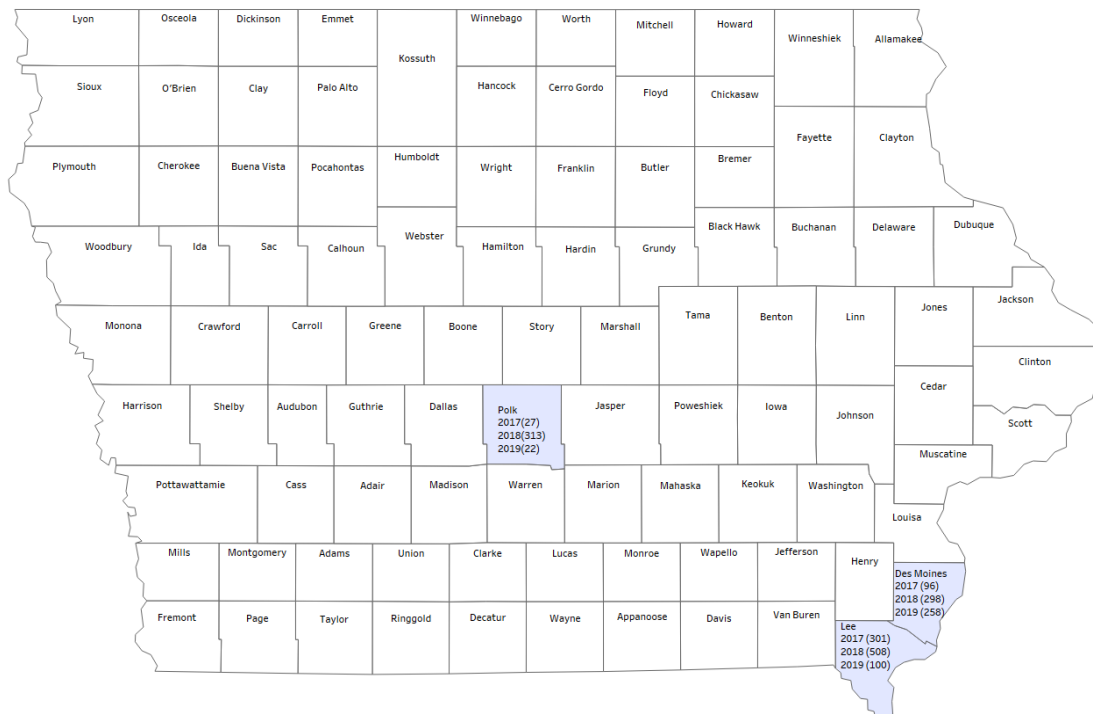 Lyon
Osceola
Dickinson
Emmet
Winnebago
Worth
Mitchell
Howard
Winneshiek
Allamakee
Kossuth
Sioux
O'Brien
Clay
Palo Alto
Hancock
Cerro Gordo
Floyd
Chickasaw
Fayette
Clayton
Plymouth
Cherokee
Buena Vista
Pocahontas
Humboldt
Wright
Franklin
Butler
Bremer
Woodbury
Ida
Sac
Calhoun
Webster
Hamilton
Hardin
Grundy
Black Hawk
Buchanan
Delaware
Dubuque
Monona
Crawford
Carroll
Greene
Boone
Story
Marshall
Tama
Benton
Linn
Jones
Jackson
Clinton
Harrison
Shelby
Audubon
Guthrie
Dallas
Polk
2017(27)
2018(313)
2019(22)
Jasper
Poweshiek
Iowa
Johnson
Cedar
Scott
Muscatine
Pottawattamie
Cass
Adair
Madison
Warren
Marion
Mahaska
Keokuk
Washington
Louisa
Mills
Montgomery
Adams
Union
Clarke
Lucas
Monroe
Wapello
Jefferson
Henry
Des Moines
2017 (96)
2018 (298)
2019 (258)
Fremont
Page
Taylor
Ringgold
Decatur
Wayne
Appanoose
Davis
Van Buren
Lee
2017 (301)
2018 (508)
2019 (100)